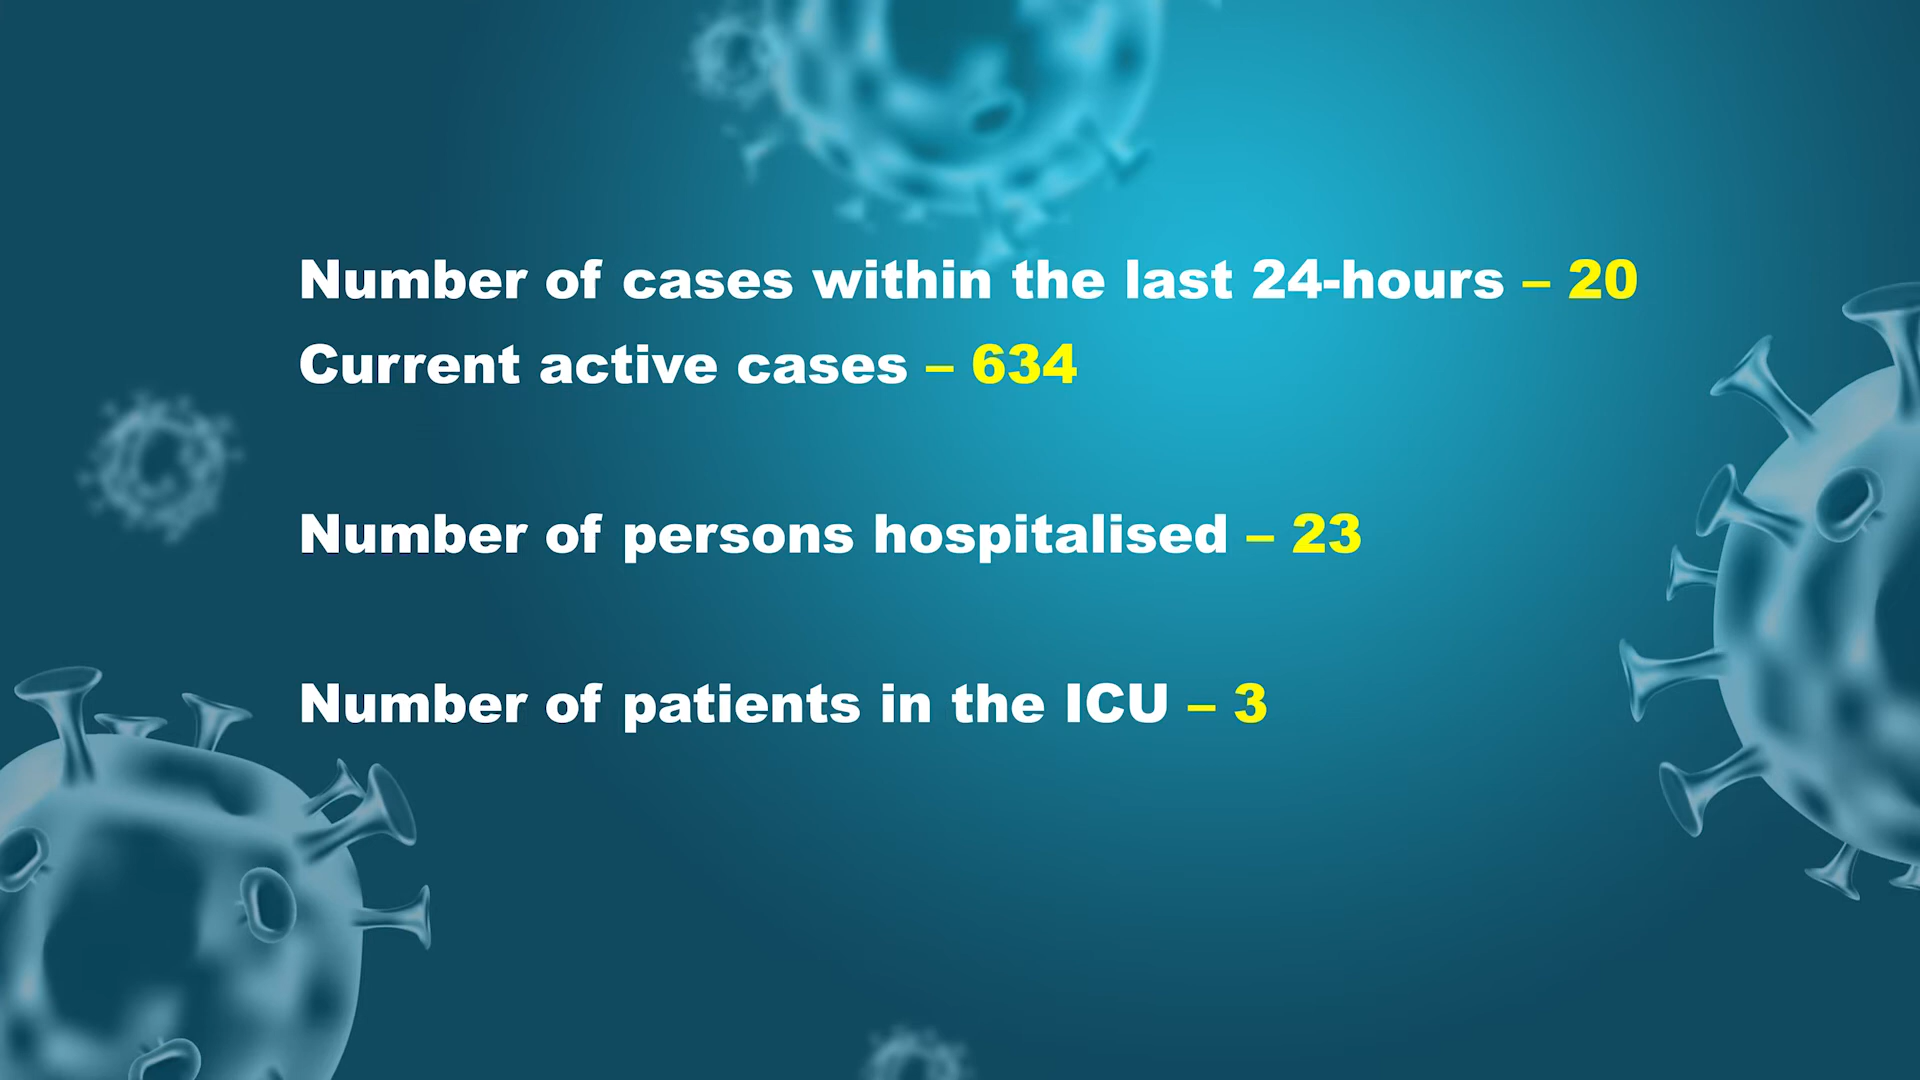 Number of cases within the last 24-hours – 20
Current active cases – 634
Number of persons hospitalised – 23
Number of patients in the ICU – 3